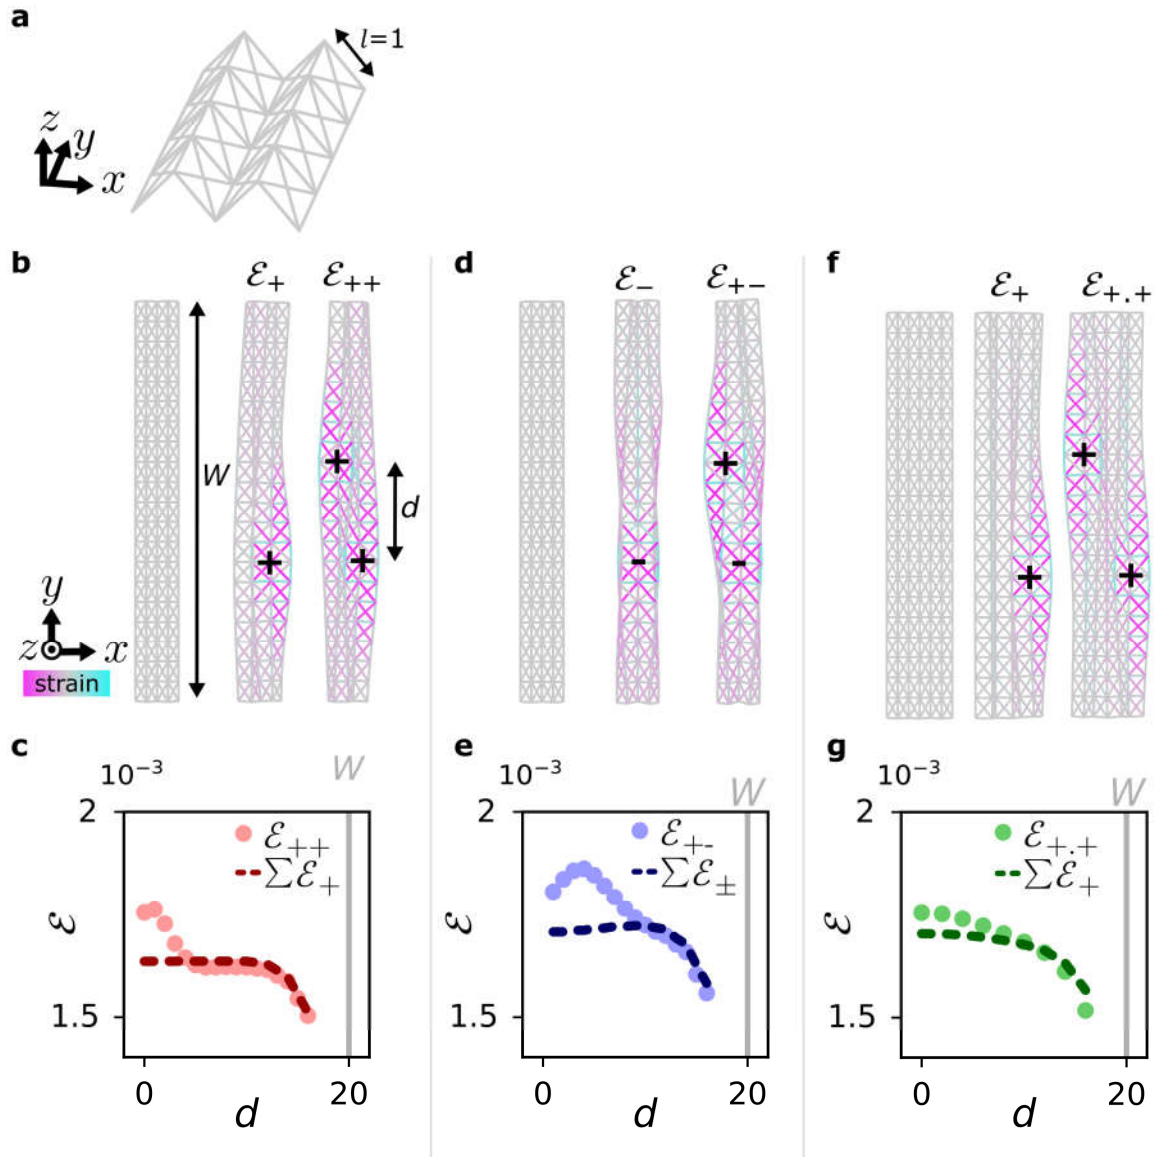 a
l=1
z
y
x
b
ℰ₊
ℰ₊₊
d
ℰ₋
ℰ₊₋
f
ℰ₊
ℰ₊.₊
W
d
+
+
+
-
+
-
+
+
+
y
z
x
strain
c
10⁻³
W
2
ℰ₊₊
∑ℰ₊
ℰ
1.5
0
20
d
e
10⁻³
W
2
ℰ₊₋
∑ℰ±
ℰ
1.5
0
20
d
g
10⁻³
W
2
ℰ₊.₊
∑ℰ₊
ℰ
1.5
0
20
d